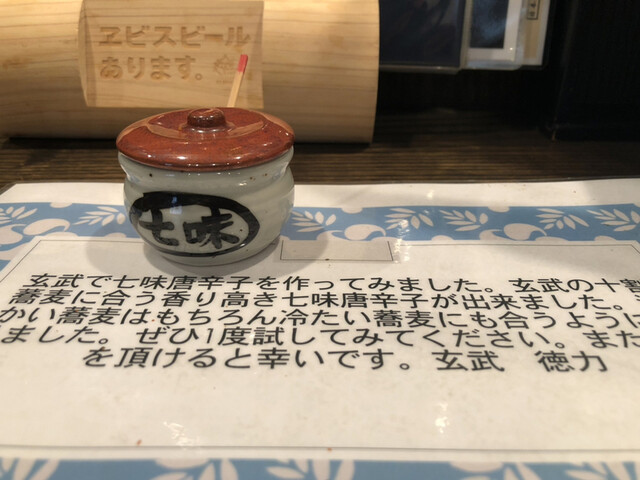 ヱビスビール
あります。
七味
玄武で七味唐辛子を作ってみました。玄武の十割
蕎麦に合う香り高き七味唐辛子が出来ました。
かい蕎麦はもちろん冷たい蕎麦にも合うように
ました。ぜひ1度試してみてください。また
を頂けると幸いです。玄武 徳力